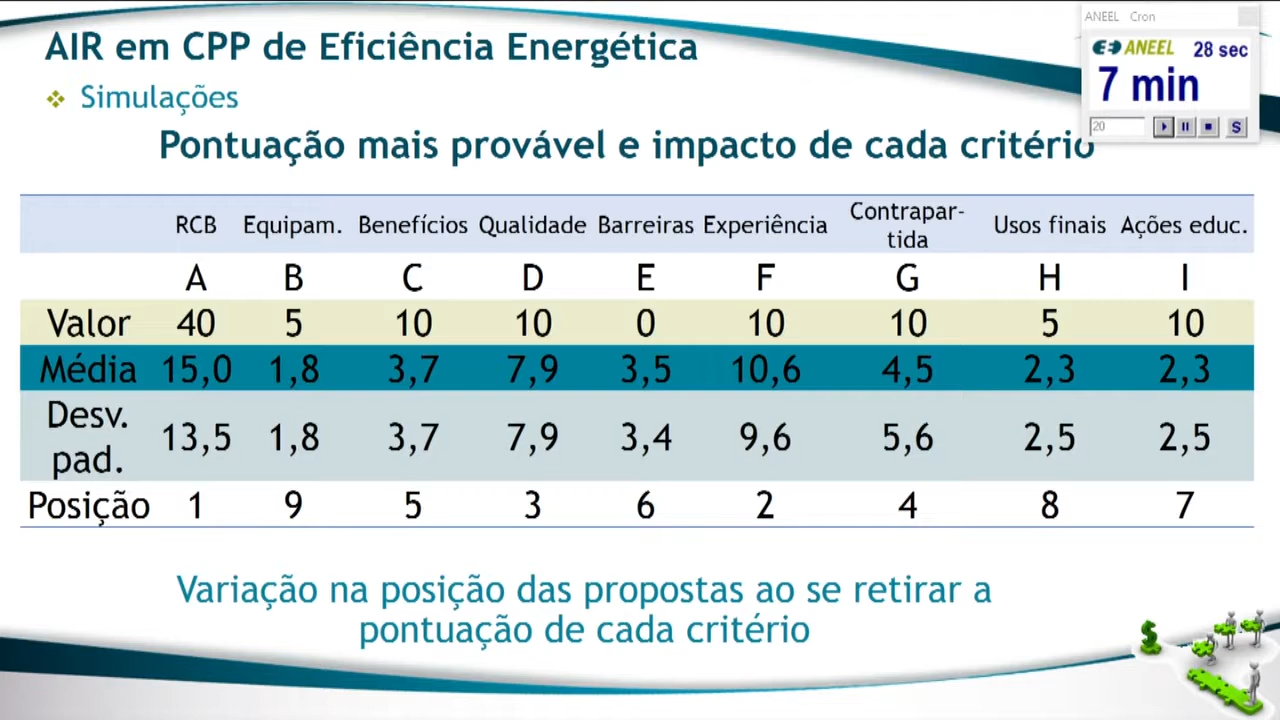 AIR em CPP de Eficiência Energética
ANEEL Cron
ANEEL 28 sec
7 min
20
S
Simulações
Pontuação mais provável e impacto de cada critério
RCB Equipam. Benefícios Qualidade Barreiras Experiência Contrapar-
tida Usos finais Ações educ.
A B C D E F G H I
Valor 40 5 10 10 0 10 10 5 10
Média 15,0 1,8 3,7 7,9 3,5 10,6 4,5 2,3 2,3
Desv.
pad. 13,5 1,8 3,7 7,9 3,4 9,6 5,6 2,5 2,5
Posição 1 9 5 3 6 2 4 8 7
Variação na posição das propostas ao se retirar a
pontuação de cada critério
$